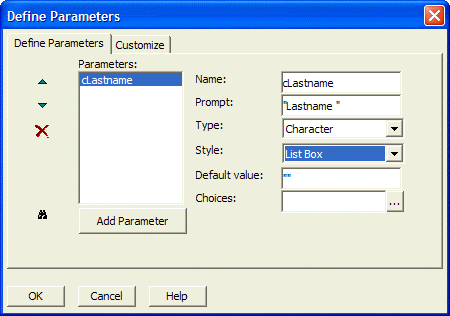 Define Parameters
Define Parameters Customize
Parameters:
cLastname
Name: cLastname
Prompt: "Lastname "
Type: Character
Style: List Box
Default value: ""
Choices: ...
Add Parameter
OK Cancel Help